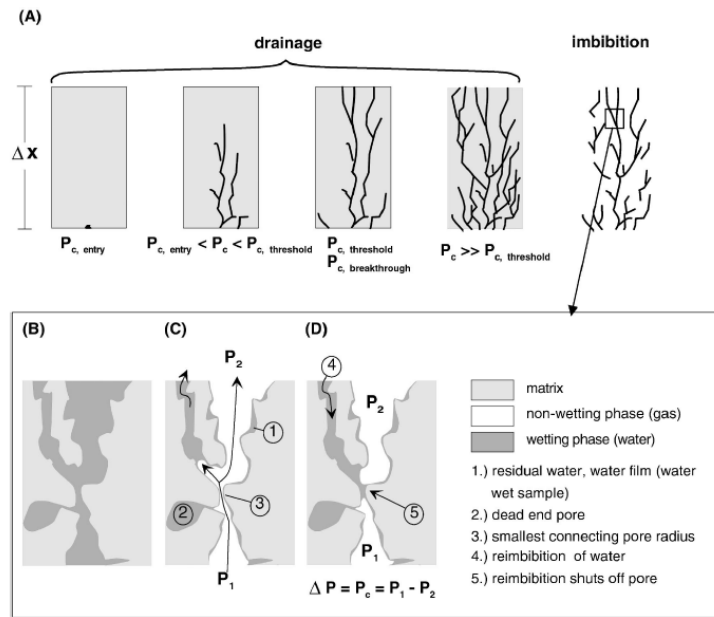 (A)
drainage
imbibition
Δ x
P c, entry
P c, entry < P c < P c, threshold
P c, threshold
P c, breakthrough
P c >> P c, threshold
(B)
(C)
(D)
P 2
4
P 2
1
2
3
5
P 1
P 1
Δ P = P c = P 1 - P 2
matrix
non-wetting phase (gas)
wetting phase (water)
1.) residual water, water film (water
wet sample)
2.) dead end pore
3.) smallest connecting pore radius
4.) reimbibition of water
5.) reimbibition shuts off pore